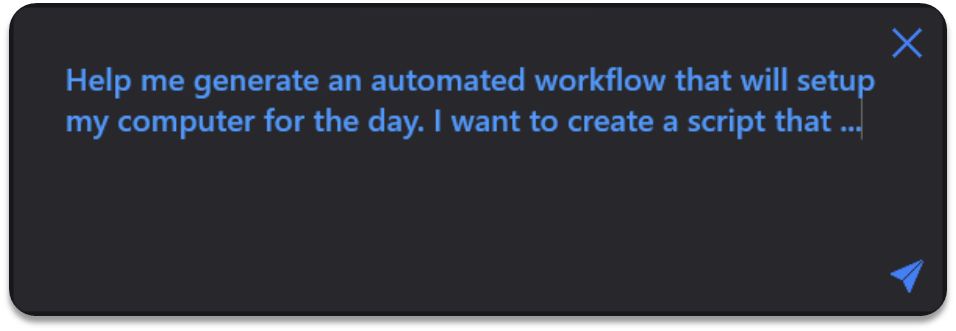 Help me generate an automated workflow that will setup
my computer for the day. I want to create a script that ...